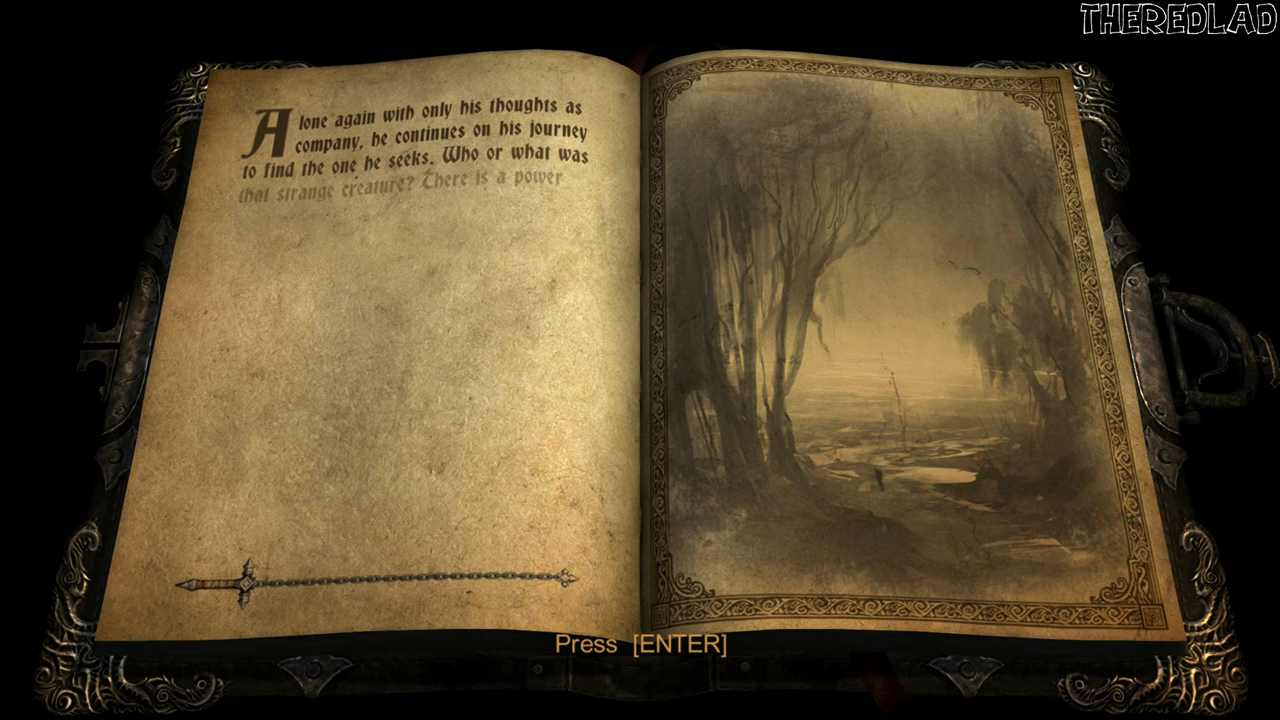 THEREDLAD
Alone again with only his thoughts as
company, he continues on his journey
to find the one he seeks. Who or what was
that strange creature? There is a power
Press [ENTER]